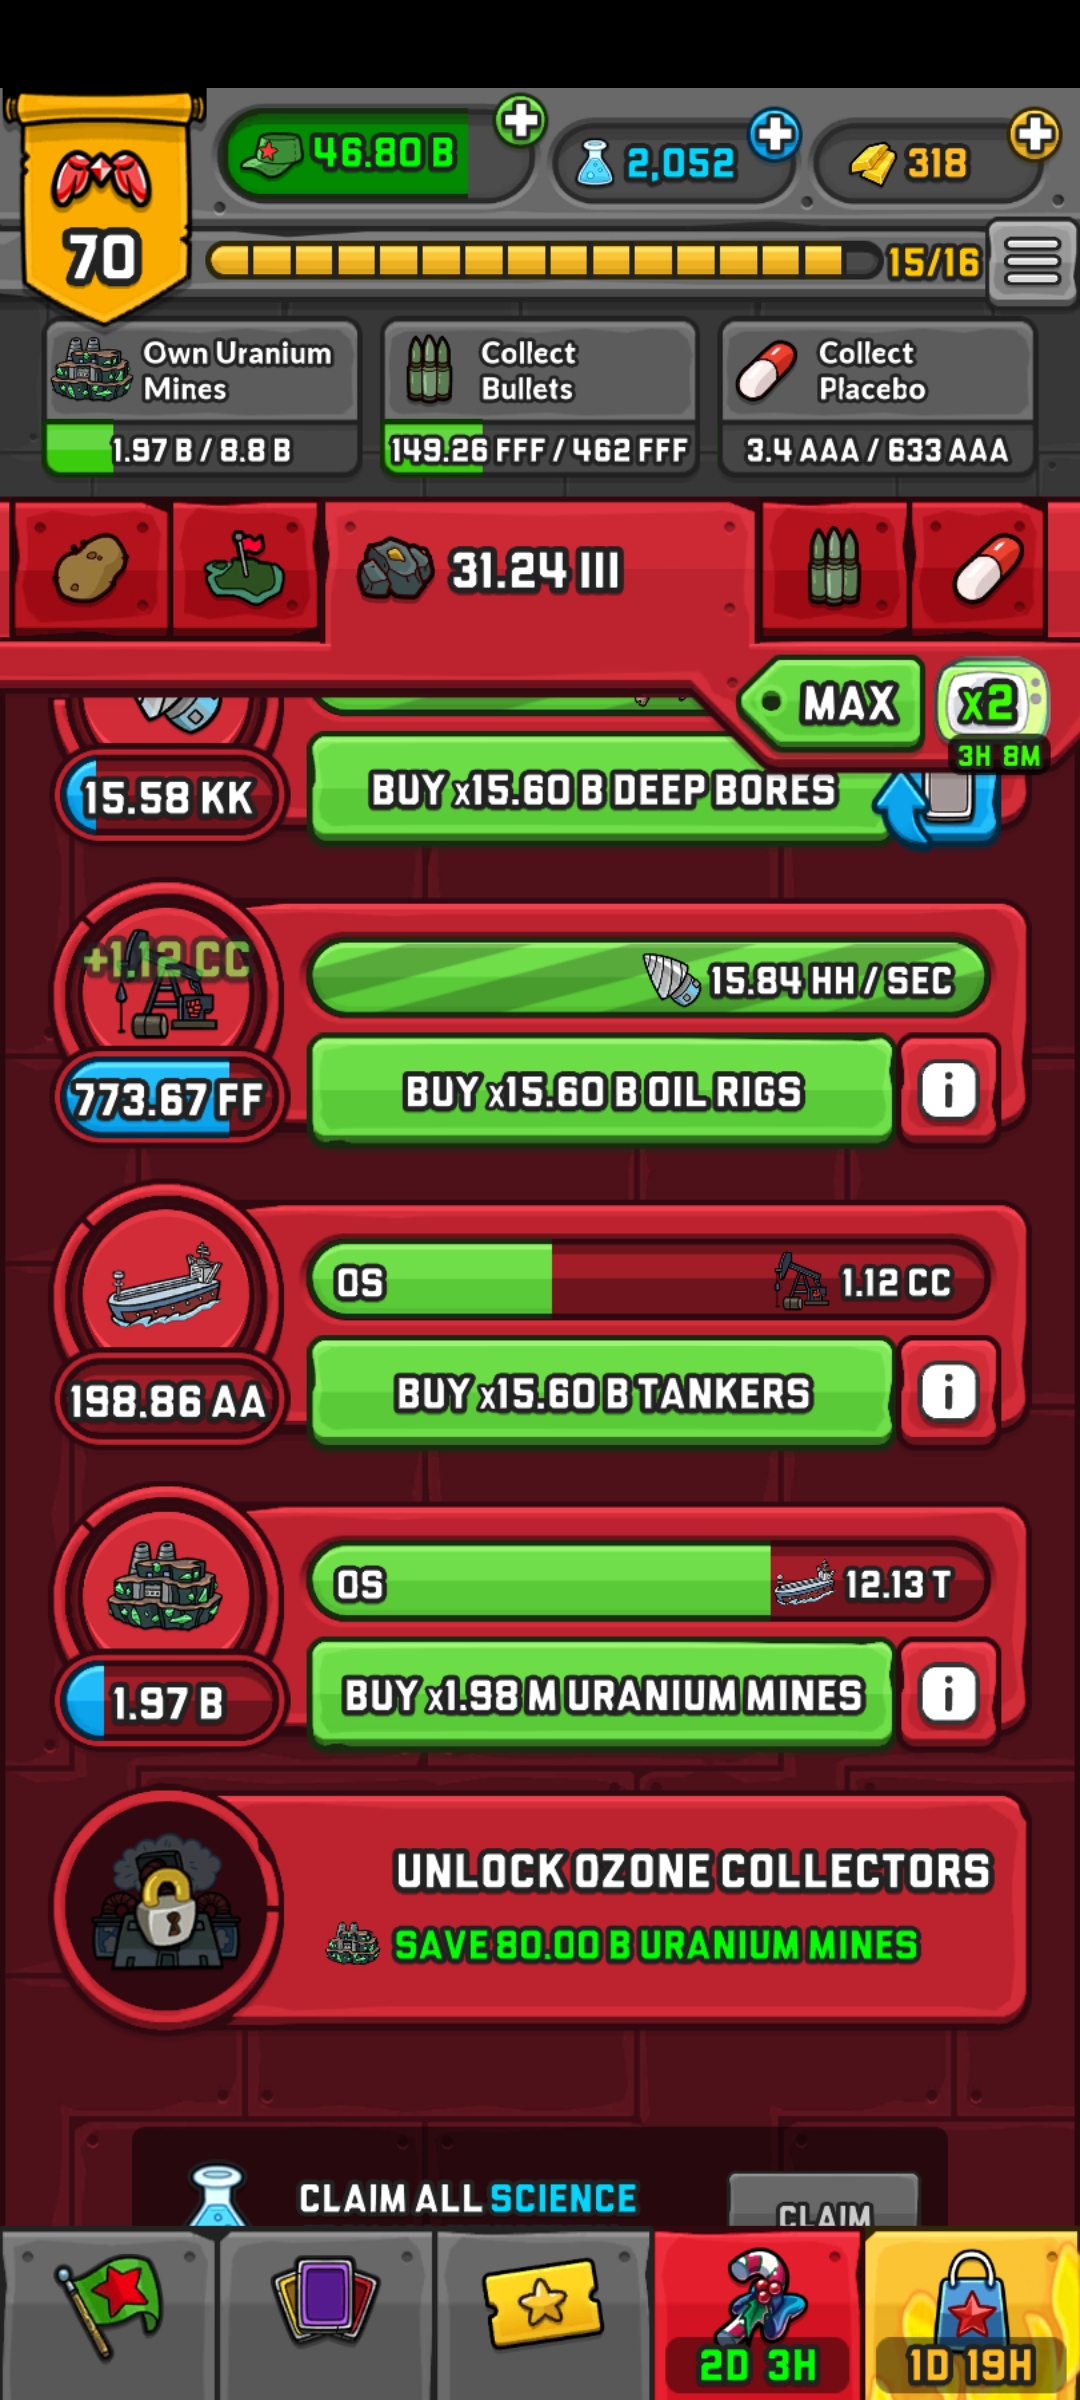 46.80 B
2,052
318
70
15/16
Own Uranium
Mines
1.97 B / 8.8 B
Collect
Bullets
149.26 FFF / 462 FFF
Collect
Placebo
3.4 AAA / 633 AAA
31.24 III
MAX
x2
3H 8M
15.58 KK
BUY x15.60 B DEEP BORES
+1.12 CC
15.84 HH / SEC
773.67 FF
BUY x15.60 B OIL RIGS
i
0S
1.12 CC
198.86 AA
BUY x15.60 B TANKERS
i
0S
12.13 T
1.97 B
BUY x1.98 M URANIUM MINES
i
UNLOCK OZONE COLLECTORS
SAVE 80.00 B URANIUM MINES
CLAIM ALL SCIENCE
CLAIM
2D 3H
1D 19H